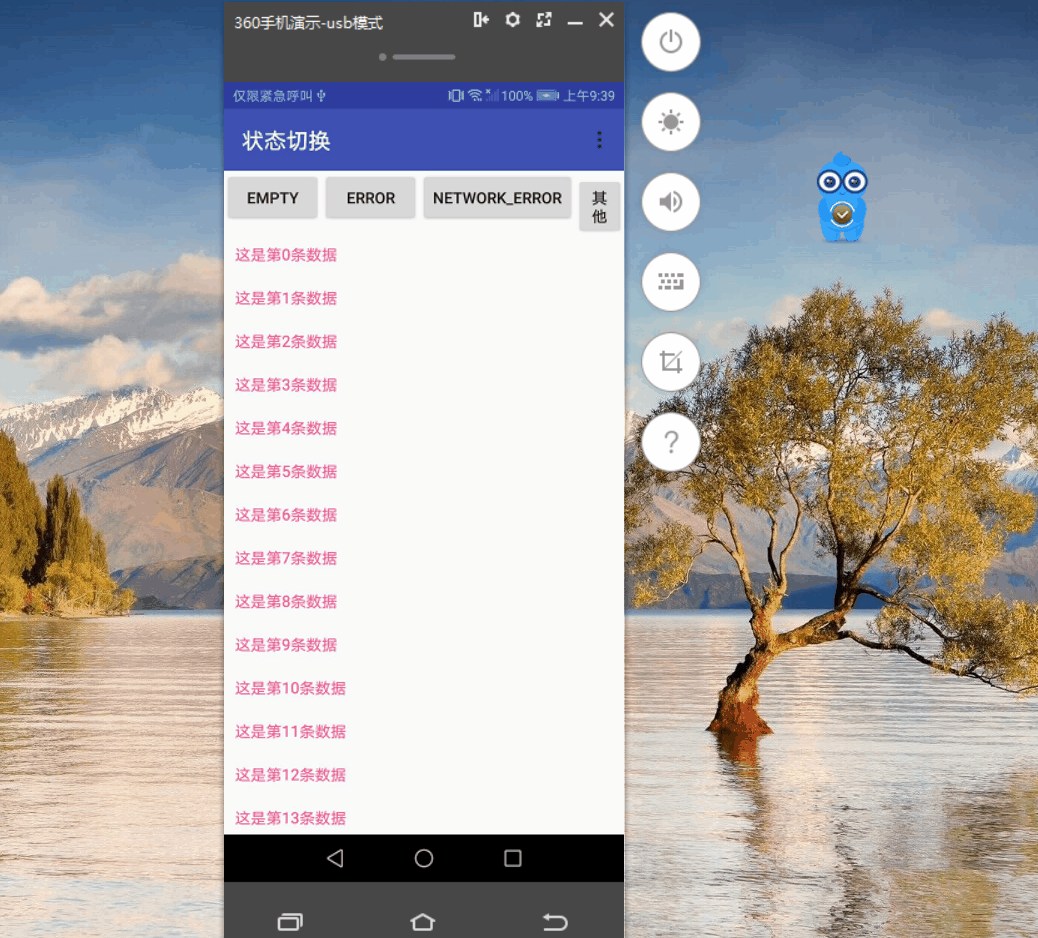 360手机演示-usb模式
仅限紧急呼叫 100% 上午9:39
状态切换
EMPTY ERROR NETWORK_ERROR 其他
这是第0条数据
这是第1条数据
这是第2条数据
这是第3条数据
这是第4条数据
这是第5条数据
这是第6条数据
这是第7条数据
这是第8条数据
这是第9条数据
这是第10条数据
这是第11条数据
这是第12条数据
这是第13条数据